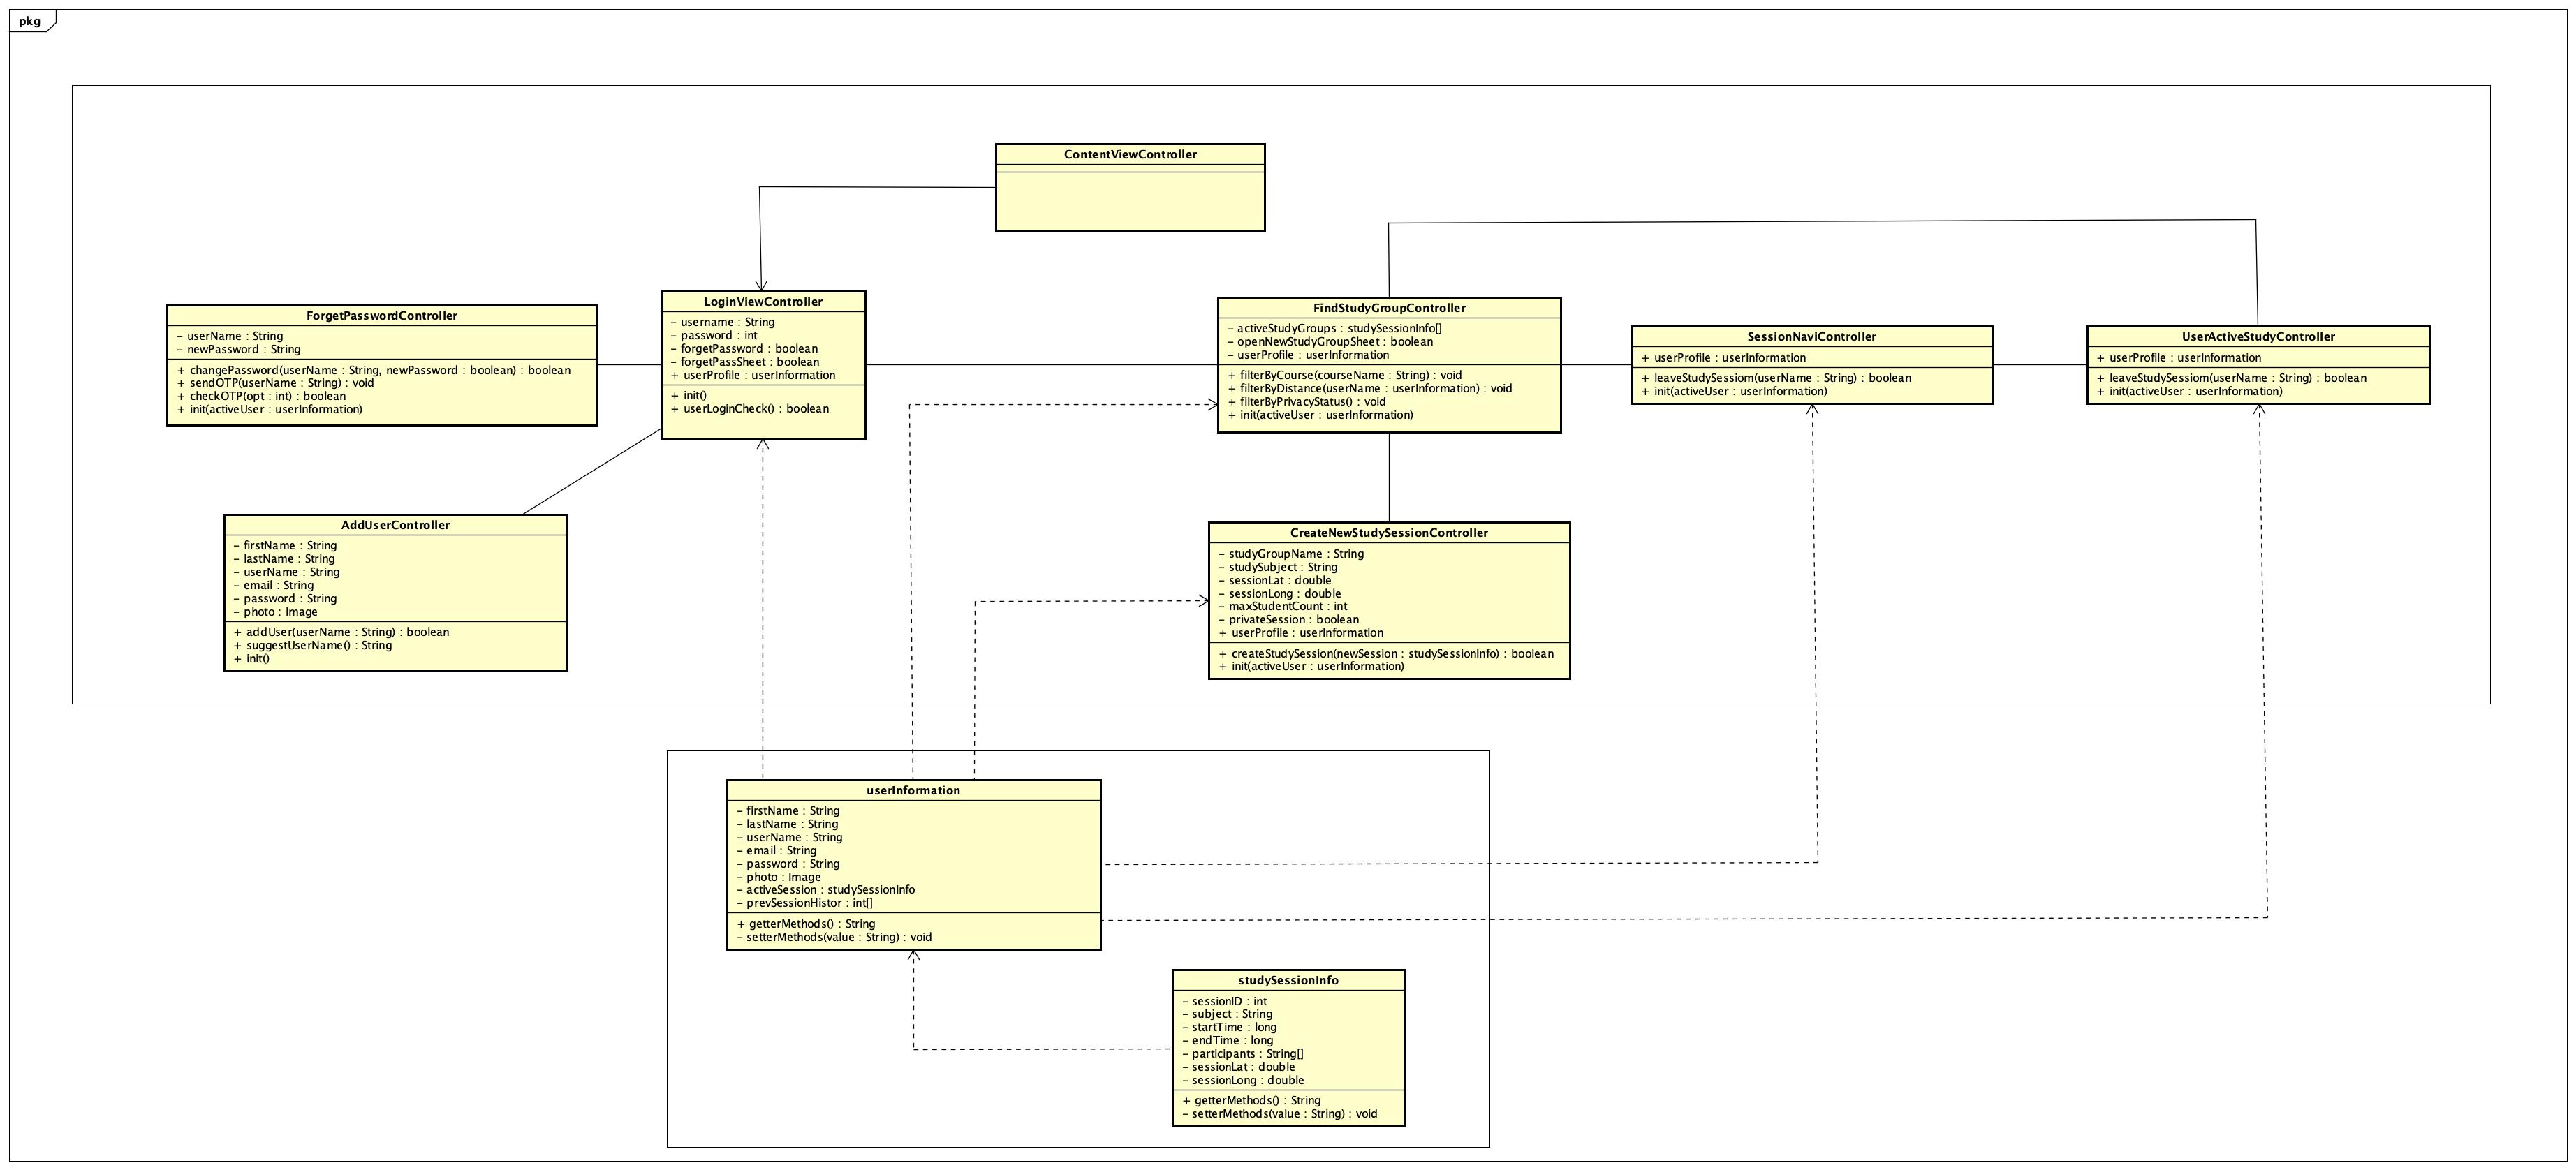 pkg
ContentViewController
ForgetPasswordController
− userName : String
− newPassword : String
+ changePassword(userName : String, newPassword : boolean) : boolean
+ sendOTP(userName : String) : void
+ checkOTP(opt : int) : boolean
+ init(activeUser : userInformation)
LoginViewController
− username : String
− password : int
− forgetPassword : boolean
− forgetPassSheet : boolean
+ userProfile : userInformation
+ init()
+ userLoginCheck() : boolean
FindStudyGroupController
− activeStudyGroups : studySessionInfo[]
− openNewStudyGroupSheet : boolean
− userProfile : userInformation
+ filterByCourse(courseName : String) : void
+ filterByDistance(userName : userInformation) : void
+ filterByPrivacyStatus() : void
+ init(activeUser : userInformation)
SessionNaviController
+ userProfile : userInformation
+ leaveStudySessiom(userName : String) : boolean
+ init(activeUser : userInformation)
UserActiveStudyController
+ userProfile : userInformation
+ leaveStudySessiom(userName : String) : boolean
+ init(activeUser : userInformation)
AddUserController
− firstName : String
− lastName : String
− userName : String
− email : String
− password : String
− photo : Image
+ addUser(userName : String) : boolean
+ suggestUserName() : String
+ init()
CreateNewStudySessionController
− studyGroupName : String
− studySubject : String
− sessionLat : double
− sessionLong : double
− maxStudentCount : int
− privateSession : boolean
+ userProfile : userInformation
+ createStudySession(newSession : studySessionInfo) : boolean
+ init(activeUser : userInformation)
userInformation
− firstName : String
− lastName : String
− userName : String
− email : String
− password : String
− photo : Image
− activeSession : studySessionInfo
− prevSessionHistor : int[]
+ getterMethods() : String
− setterMethods(value : String) : void
studySessionInfo
− sessionID : int
− subject : String
− startTime : long
− endTime : long
− participants : String[]
− sessionLat : double
− sessionLong : double
+ getterMethods() : String
− setterMethods(value : String) : void